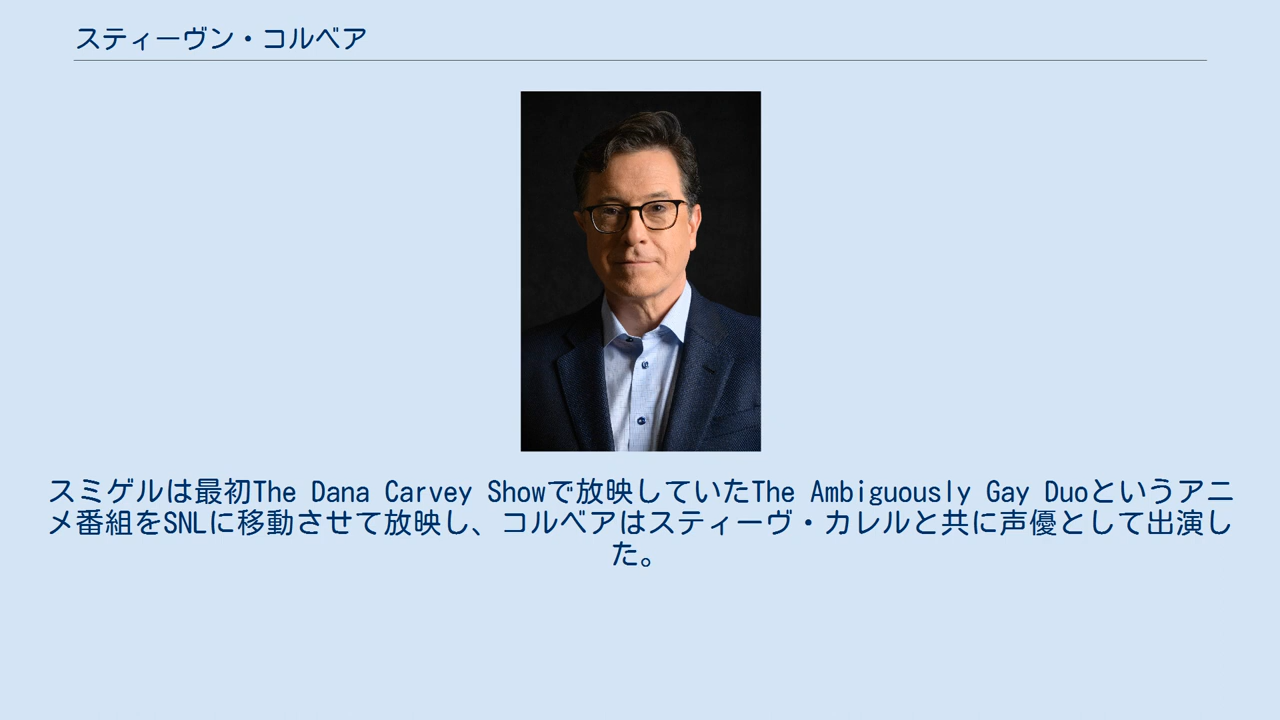 スティーヴン・コルベア
スミゲルは最初The Dana Carvey Showで放映していたThe Ambiguously Gay Duoというアニ
メ番組をSNLに移動させて放映し、コルベアはスティーヴ・カレルと共に声優として出演し
た。